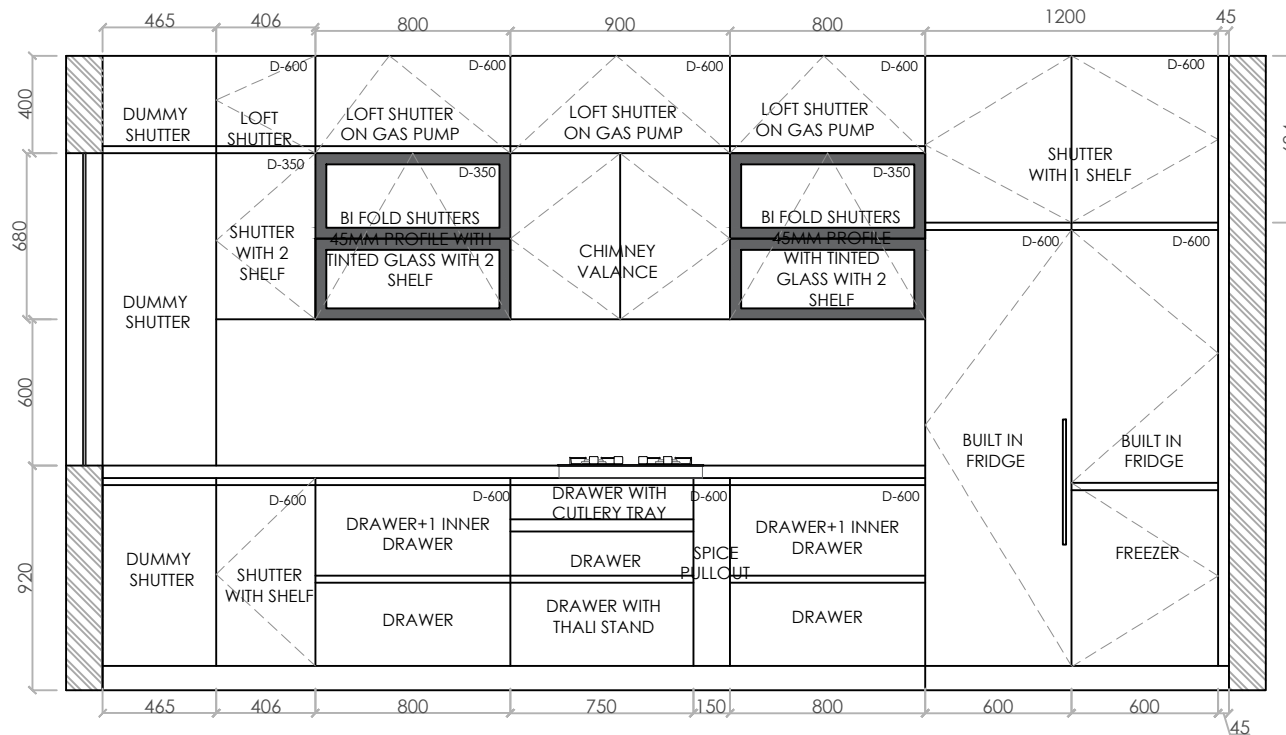 465
406
800
900
800
1200
45
D-600
D-600
D-600
D-600
D-600
400
DUMMY
SHUTTER
LOFT
SHUTTER
LOFT SHUTTER
ON GAS PUMP
LOFT SHUTTER
ON GAS PUMP
LOFT SHUTTER
ON GAS PUMP
SHUTTER
WITH 1 SHELF
D-350
D-350
D-350
680
DUMMY
SHUTTER
SHUTTER
WITH 2
SHELF
BI FOLD SHUTTERS
45MM PROFILE WITH
TINTED GLASS WITH 2
SHELF
CHIMNEY
VALANCE
BI FOLD SHUTTERS
45MM PROFILE
WITH TINTED
GLASS WITH 2
SHELF
D-600
D-600
600
BUILT IN
FRIDGE
BUILT IN
FRIDGE
920
DUMMY
SHUTTER
D-600
SHUTTER
WITH SHELF
D-600
DRAWER+1 INNER
DRAWER
DRAWER
DRAWER WITH
CUTLERY TRAY
DRAWER
DRAWER WITH
THALI STAND
D-600
SPICE
PULLOUT
D-600
DRAWER+1 INNER
DRAWER
DRAWER
FREEZER
465
406
800
750
150
800
600
600
45